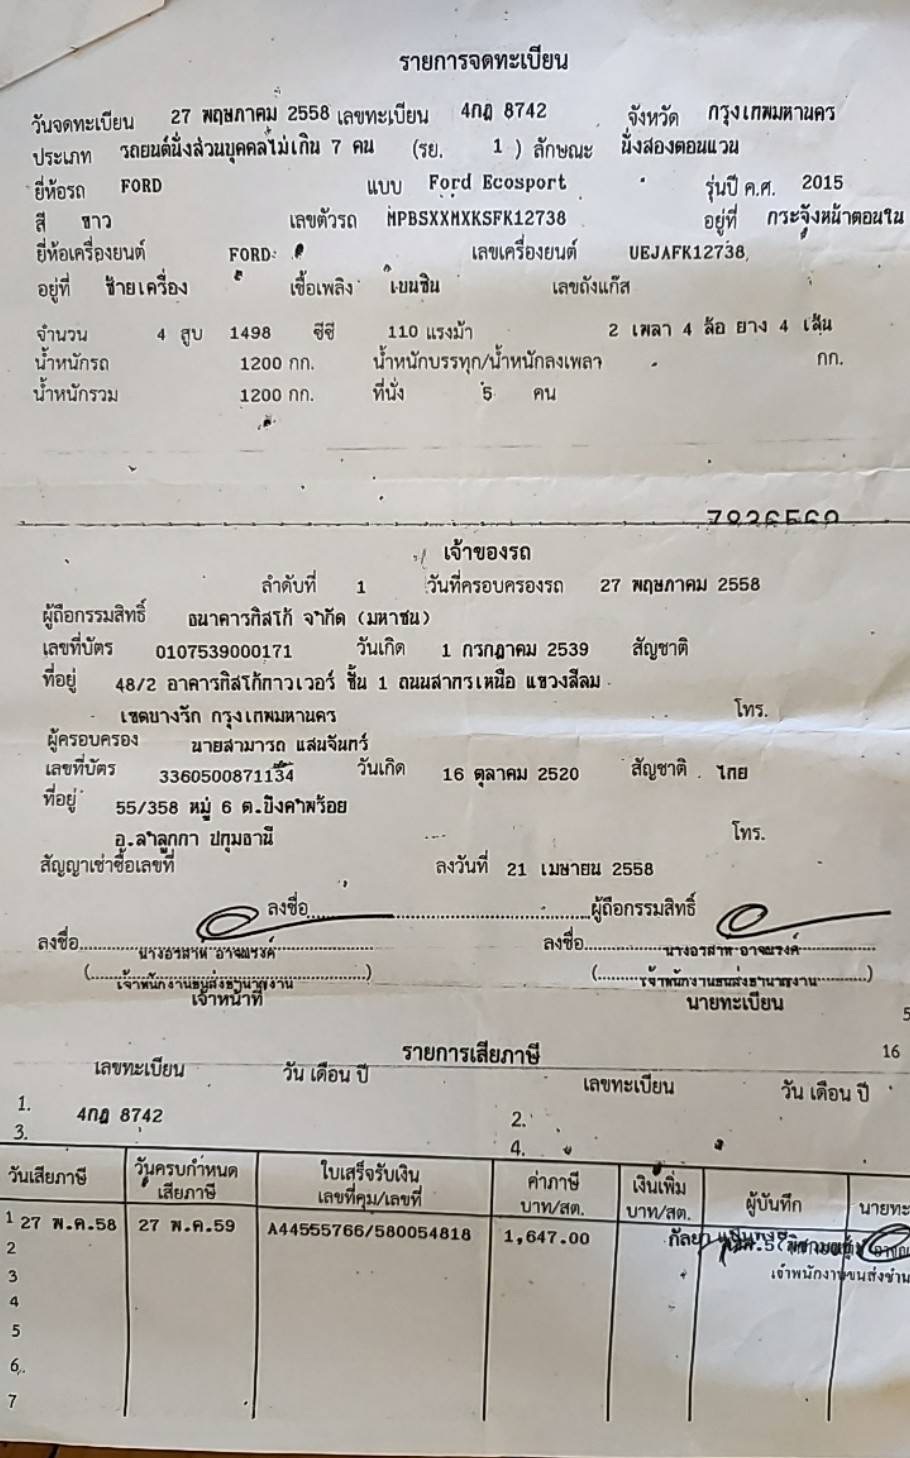 รายการจดทะเบียน
วันจดทะเบียน 27 พฤษภาคม 2558 เลขทะเบียน 4กฎ 8742 จังหวัด กรุงเทพมหานคร
ประเภท รถยนต์นั่งส่วนบุคคลไม่เกิน 7 คน (รย. 1 ) ลักษณะ นั่งสองตอนแวน
ยี่ห้อรถ FORD แบบ Ford Ecosport รุ่นปี ค.ศ. 2015
สี ขาว เลขตัวรถ MPBSXXMXKSFK12738 อยู่ที่ กระจังหน้าตอนใน
ยี่ห้อเครื่องยนต์ FORD เลขเครื่องยนต์ UEJAFK12738
อยู่ที่ ซ้ายเครื่อง เชื้อเพลิง เบนซิน เลขถังแก๊ส
จำนวน 4 สูบ 1498 ซีซี 110 แรงม้า 2 เพลา 4 ล้อ ยาง 4 เส้น
น้ำหนักรถ 1200 กก. น้ำหนักบรรทุก/น้ำหนักลงเพลา - กก.
น้ำหนักรวม 1200 กก. ที่นั่ง 5 คน
เจ้าของรถ
ลำดับที่ 1 วันที่ครอบครองรถ 27 พฤษภาคม 2558
ผู้ถือกรรมสิทธิ์ ธนาคารทิสโก้ จำกัด (มหาชน)
เลขที่บัตร 0107539000171 วันเกิด 1 กรกฎาคม 2539 สัญชาติ
ที่อยู่ 48/2 อาคารทิสโก้ทาวเวอร์ ชั้น 1 ถนนสาทรเหนือ แขวงสีลม
เขตบางรัก กรุงเทพมหานคร โทร.
ผู้ครอบครอง นายสามารถ แสนจันทร์
เลขที่บัตร 3360500871134 วันเกิด 16 ตุลาคม 2520 สัญชาติ ไทย
ที่อยู่ 55/358 หมู่ 6 ต.บึงคำพร้อย
อ.ลำลูกกา ปทุมธานี โทร.
สัญญาเช่าซื้อเลขที่ ลงวันที่ 21 เมษายน 2558
ลงชื่อ ผู้ถือกรรมสิทธิ์
ลงชื่อ ลงชื่อ
เจ้าพนักงานขนส่งชำนาญงาน เจ้าพนักงานขนส่งชำนาญงาน
เจ้าหน้าที่ นายทะเบียน
5
รายการเสียภาษี 16
เลขทะเบียน วัน เดือน ปี เลขทะเบียน วัน เดือน ปี
1. 4กฎ 8742 2.
3. 4.
วันเสียภาษี วันครบกำหนดเสียภาษี ใบเสร็จรับเงิน เลขที่คุม/เลขที่ ค่าภาษี บาท/สต. เงินเพิ่ม บาท/สต. ผู้บันทึก นายทะ
1 27 พ.ค.58 27 พ.ค.59 A44555766/580054818 1,647.00 กัลยา
2 เจ้าพนักงานขนส่งชำน
3
4
5
6
7